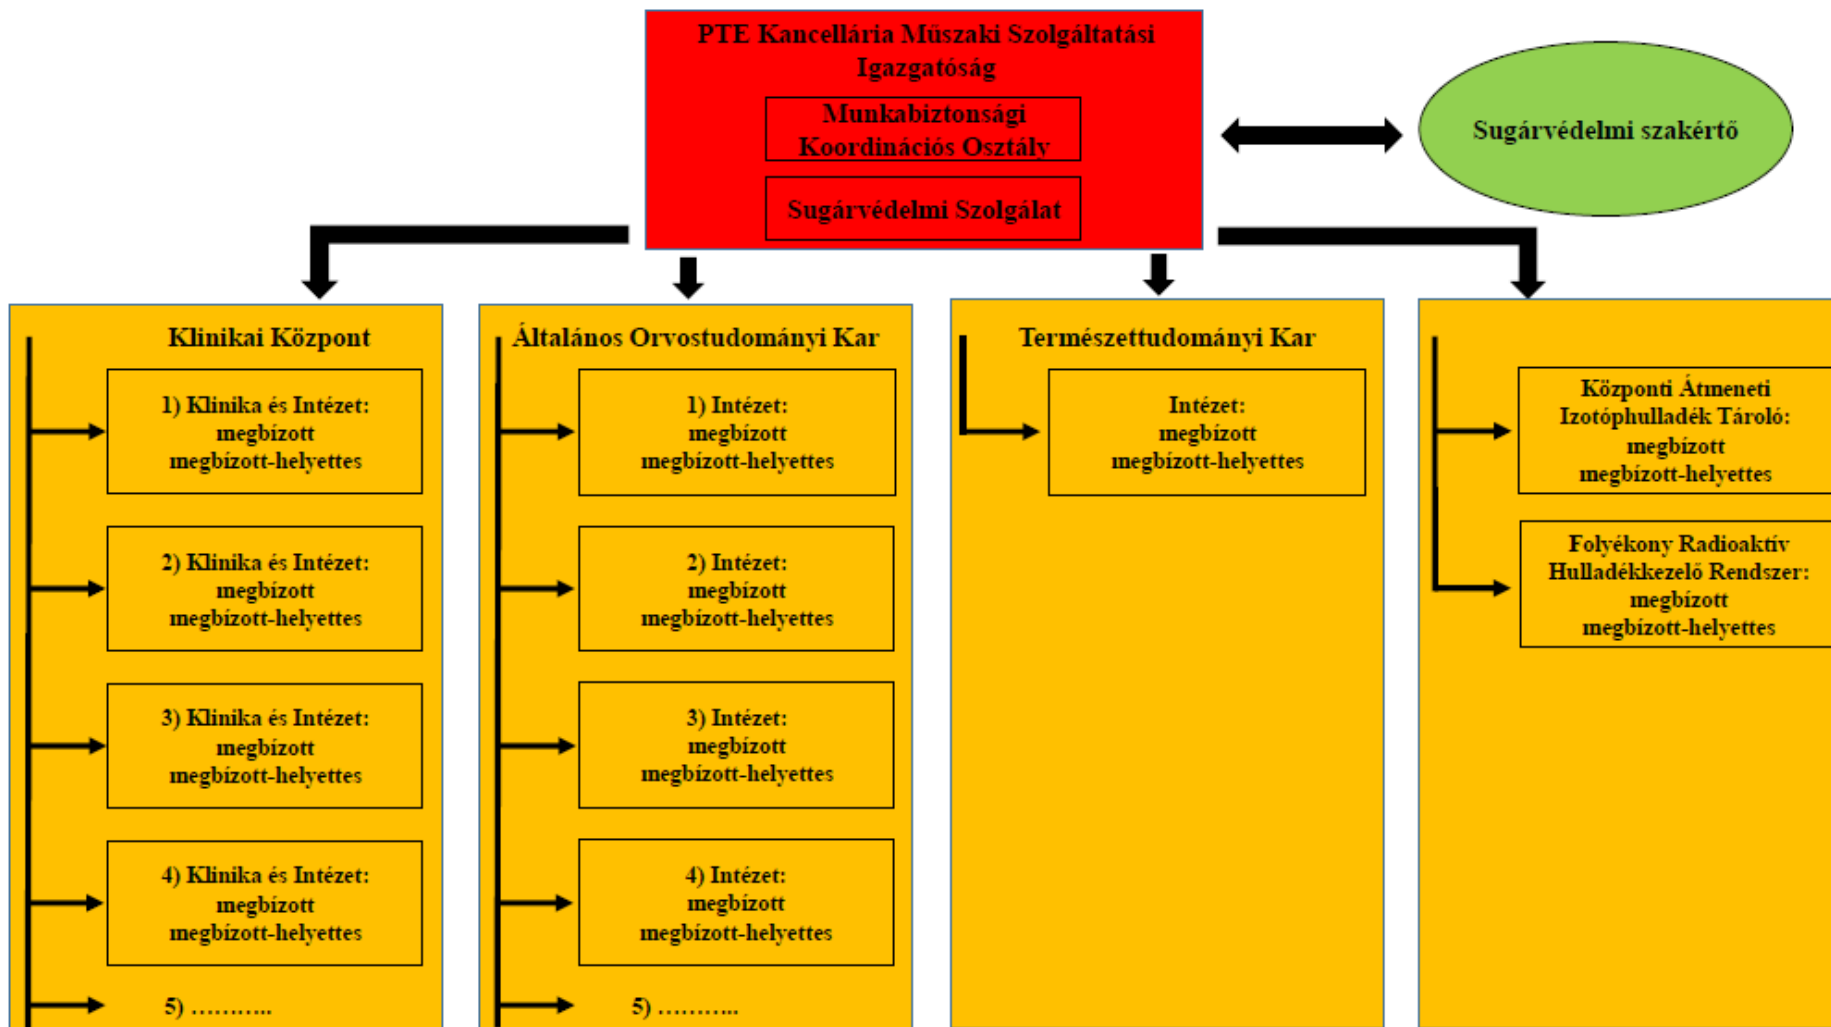 PTE Kancellária Műszaki Szolgáltatási
Igazgatóság
Munkabiztonsági
Koordinációs Osztály
Sugárvédelmi Szolgálat
Sugárvédelmi szakértő
Klinikai Központ
1) Klinika és Intézet:
megbízott
megbízott-helyettes
2) Klinika és Intézet:
megbízott
megbízott-helyettes
3) Klinika és Intézet:
megbízott
megbízott-helyettes
4) Klinika és Intézet:
megbízott
megbízott-helyettes
5) ………..
Általános Orvostudományi Kar
1) Intézet:
megbízott
megbízott-helyettes
2) Intézet:
megbízott
megbízott-helyettes
3) Intézet:
megbízott
megbízott-helyettes
4) Intézet:
megbízott
megbízott-helyettes
5) ………..
Természettudományi Kar
Intézet:
megbízott
megbízott-helyettes
Központi Átmeneti
Izotóphulladék Tároló:
megbízott
megbízott-helyettes
Folyékony Radioaktív
Hulladékkezelő Rendszer:
megbízott
megbízott-helyettes